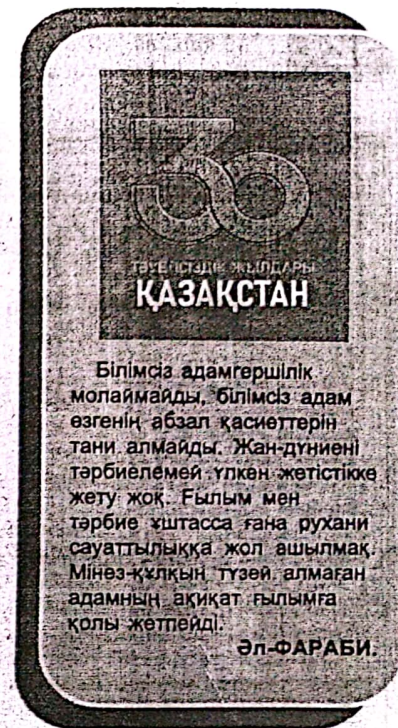 30
ТӘУЕЛСІЗДІК ЖЫЛДАРЫ
ҚАЗАҚСТАН
Білімсіз адамгершілік
молаймайды, білімсіз адам
өзгенің абзал қасиеттерін
тани алмайды. Жан-дүниені
тәрбиелемей үлкен жетістікке
жету жоқ. Ғылым мен
тәрбие ұштасса ғана рухани
сауаттылыққа жол ашылмақ.
Мінез-құлқын түзей алмаған
адамның ақиқат ғылымға
қолы жетпейді.
Әл-ФАРАБИ.